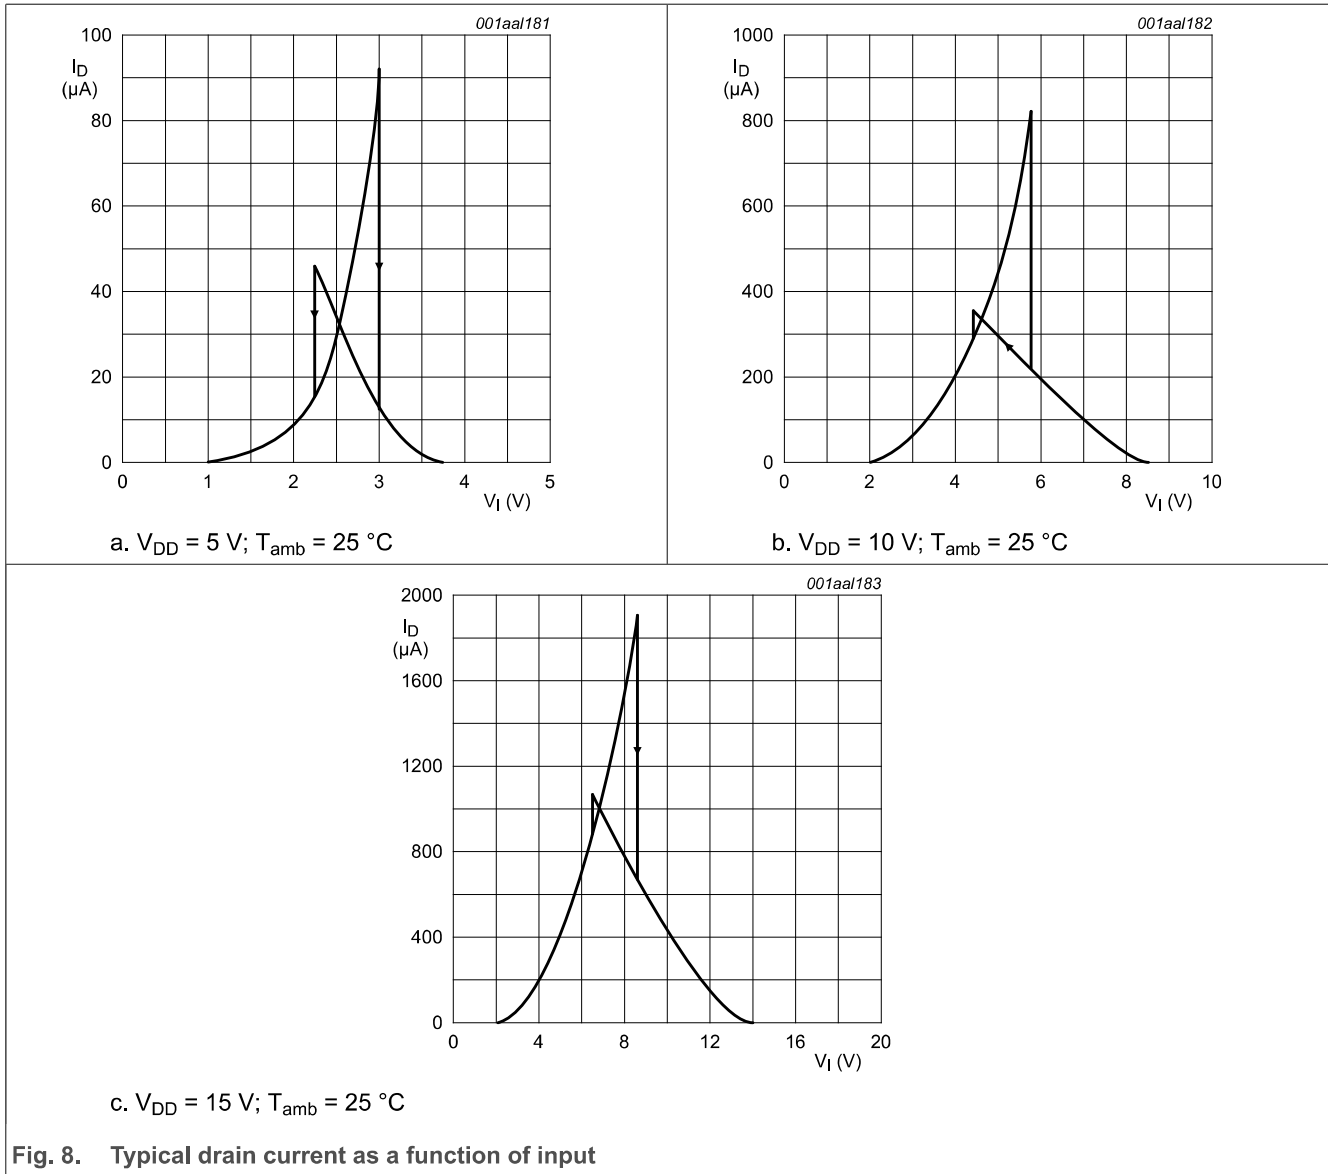 001aal181
100
I_D
(µA)
80
60
40
20
0
0 1 2 3 4 5
V_I (V)
a. V_DD = 5 V; T_amb = 25 °C
001aal182
1000
I_D
(µA)
800
600
400
200
0
0 2 4 6 8 10
V_I (V)
b. V_DD = 10 V; T_amb = 25 °C
001aal183
2000
I_D
(µA)
1600
1200
800
400
0
0 4 8 12 16 20
V_I (V)
c. V_DD = 15 V; T_amb = 25 °C
Fig. 8. Typical drain current as a function of input